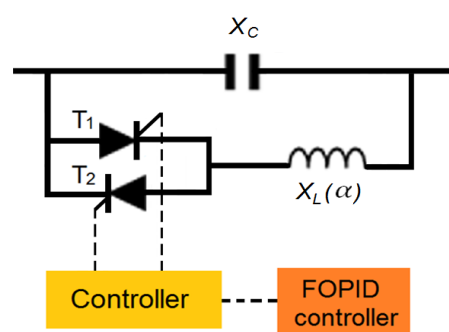 X_C
T₁
T₂
X_L(α)
Controller
FOPID
controller